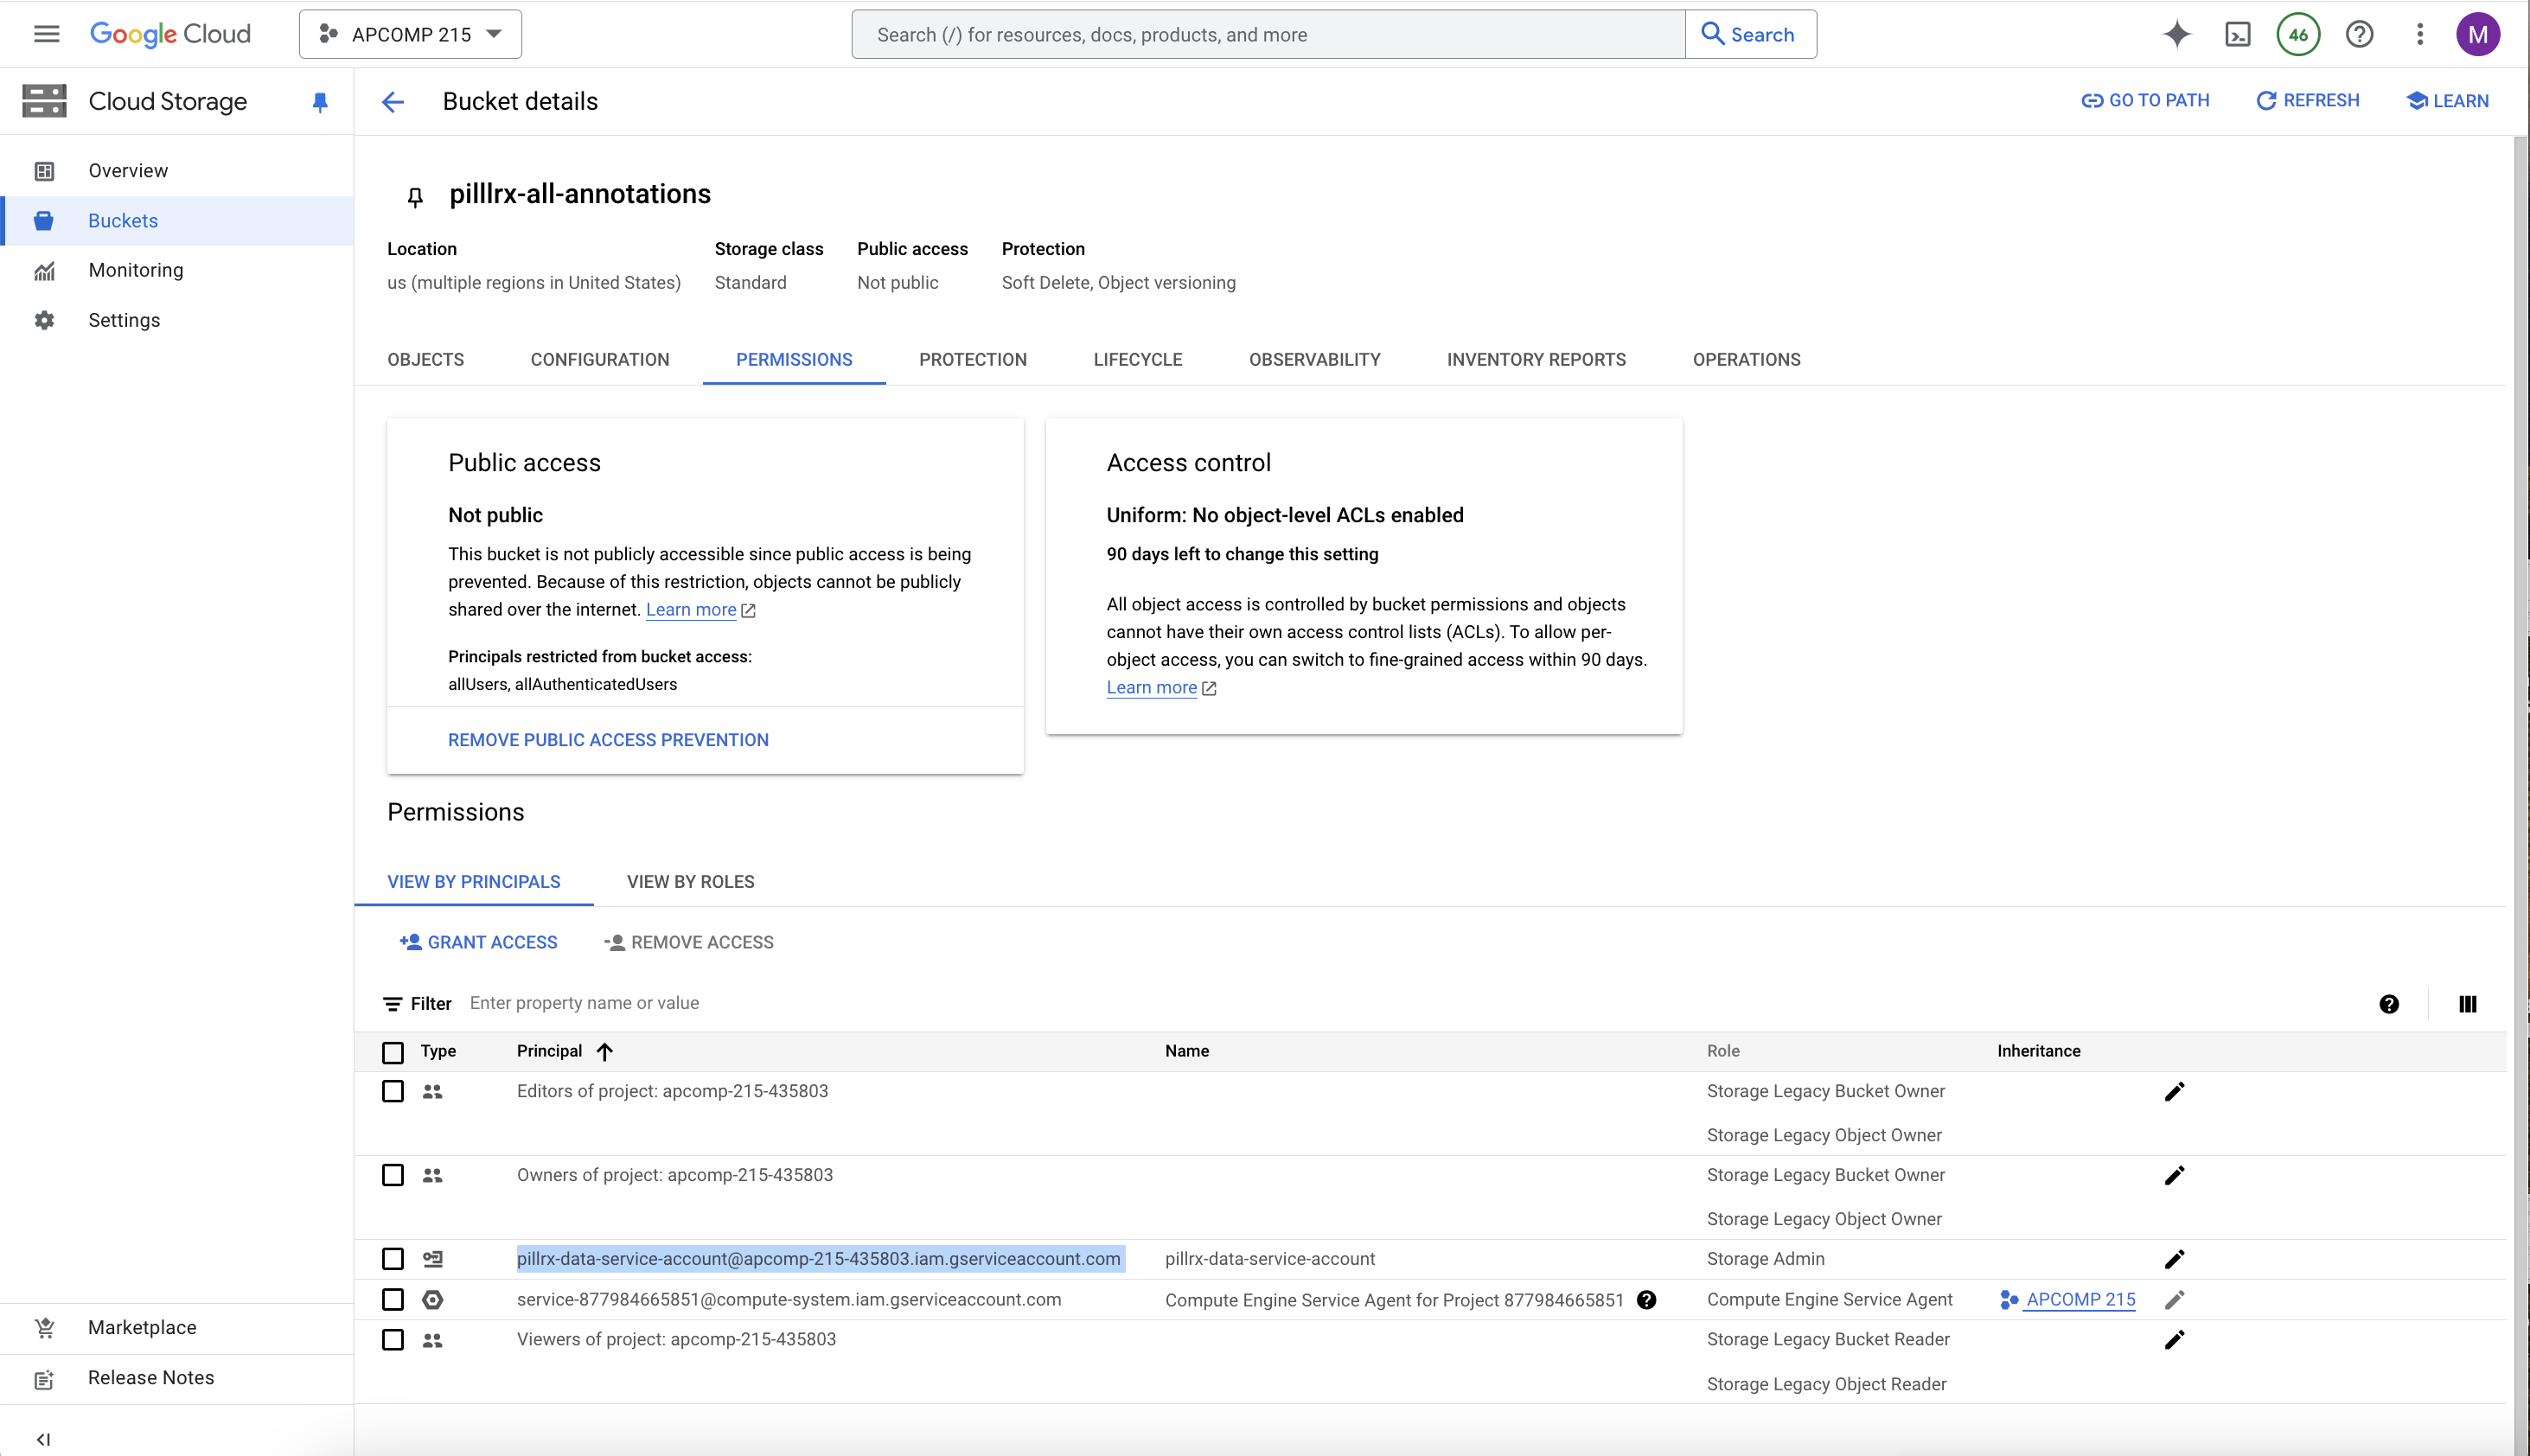 Google Cloud
APCOMP 215
Search (/) for resources, docs, products, and more
Search
46
M
Cloud Storage
Bucket details
GO TO PATH
REFRESH
LEARN
Overview
Buckets
Monitoring
Settings
Marketplace
Release Notes
pilllrx-all-annotations
Location Storage class Public access Protection
us (multiple regions in United States) Standard Not public Soft Delete, Object versioning
OBJECTS CONFIGURATION PERMISSIONS PROTECTION LIFECYCLE OBSERVABILITY INVENTORY REPORTS OPERATIONS
Public access
Not public
This bucket is not publicly accessible since public access is being
prevented. Because of this restriction, objects cannot be publicly
shared over the internet. Learn more
Principals restricted from bucket access:
allUsers, allAuthenticatedUsers
REMOVE PUBLIC ACCESS PREVENTION
Access control
Uniform: No object-level ACLs enabled
90 days left to change this setting
All object access is controlled by bucket permissions and objects
cannot have their own access control lists (ACLs). To allow per-
object access, you can switch to fine-grained access within 90 days.
Learn more
Permissions
VIEW BY PRINCIPALS VIEW BY ROLES
GRANT ACCESS REMOVE ACCESS
Filter Enter property name or value
Type Principal Name Role Inheritance
Editors of project: apcomp-215-435803 Storage Legacy Bucket Owner
Storage Legacy Object Owner
Owners of project: apcomp-215-435803 Storage Legacy Bucket Owner
Storage Legacy Object Owner
pillrx-data-service-account@apcomp-215-435803.iam.gserviceaccount.com pillrx-data-service-account Storage Admin
service-877984665851@compute-system.iam.gserviceaccount.com Compute Engine Service Agent for Project 877984665851 Compute Engine Service Agent APCOMP 215
Viewers of project: apcomp-215-435803 Storage Legacy Bucket Reader
Storage Legacy Object Reader